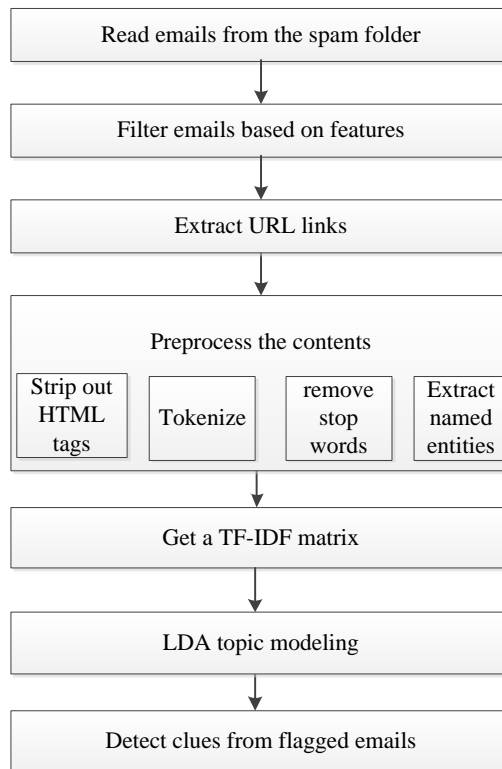 Read emails from the spam folder
Filter emails based on features
Extract URL links
Preprocess the contents
Strip out
HTML
tags
Tokenize
remove
stop
words
Extract
named
entities
Get a TF-IDF matrix
LDA topic modeling
Detect clues from flagged emails